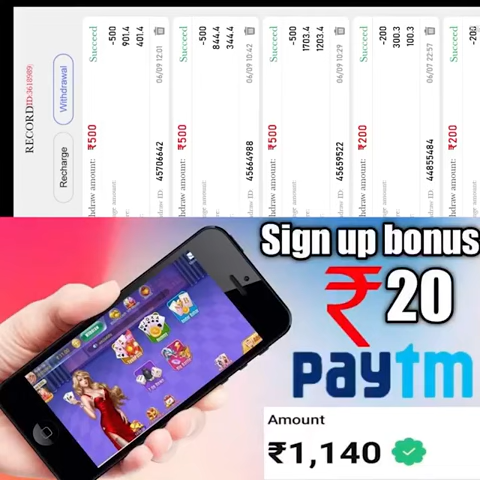 RECORD
Recharge
Withdrawal
₹500
Succeed
-500
901.4
401.4
45706642
06/09 12:01
₹500
Succeed
-500
844.4
344.4
45664988
06/09 10:42
₹500
Succeed
-500
1703.4
1203.4
45659522
06/09 10:29
₹200
Succeed
-200
300.3
100.3
44855484
06/07 22:57
₹200
Succeed
Sign up bonus
₹20
paytm
Amount
₹1,140